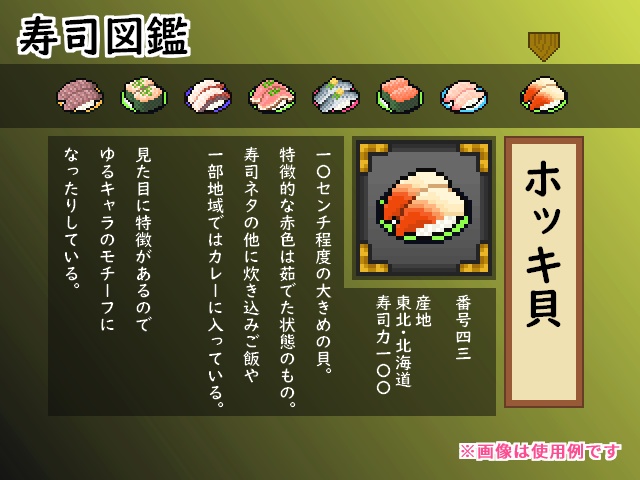 寿司図鑑
ホッキ貝
番号四三
産地
東北・北海道
寿司力一〇〇
一〇センチ程度の大きめの貝。
特徴的な赤色は茹でた状態のもの。
寿司ネタの他に炊き込みご飯や
一部地域ではカレーに入っている。
見た目に特徴があるので
ゆるキャラのモチーフに
なったりしている。
※画像は使用例です